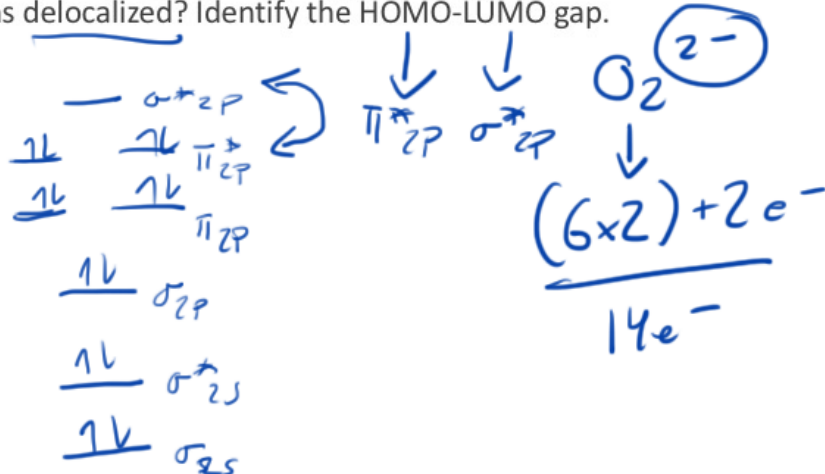 s delocalized? Identify the HOMO-LUMO gap.
O₂ ²⁻
π*2p σ*2p
σ*2p
π*2p
(6×2)+2e⁻
π2p
14e⁻
σ2p
σ*2s
σ2s